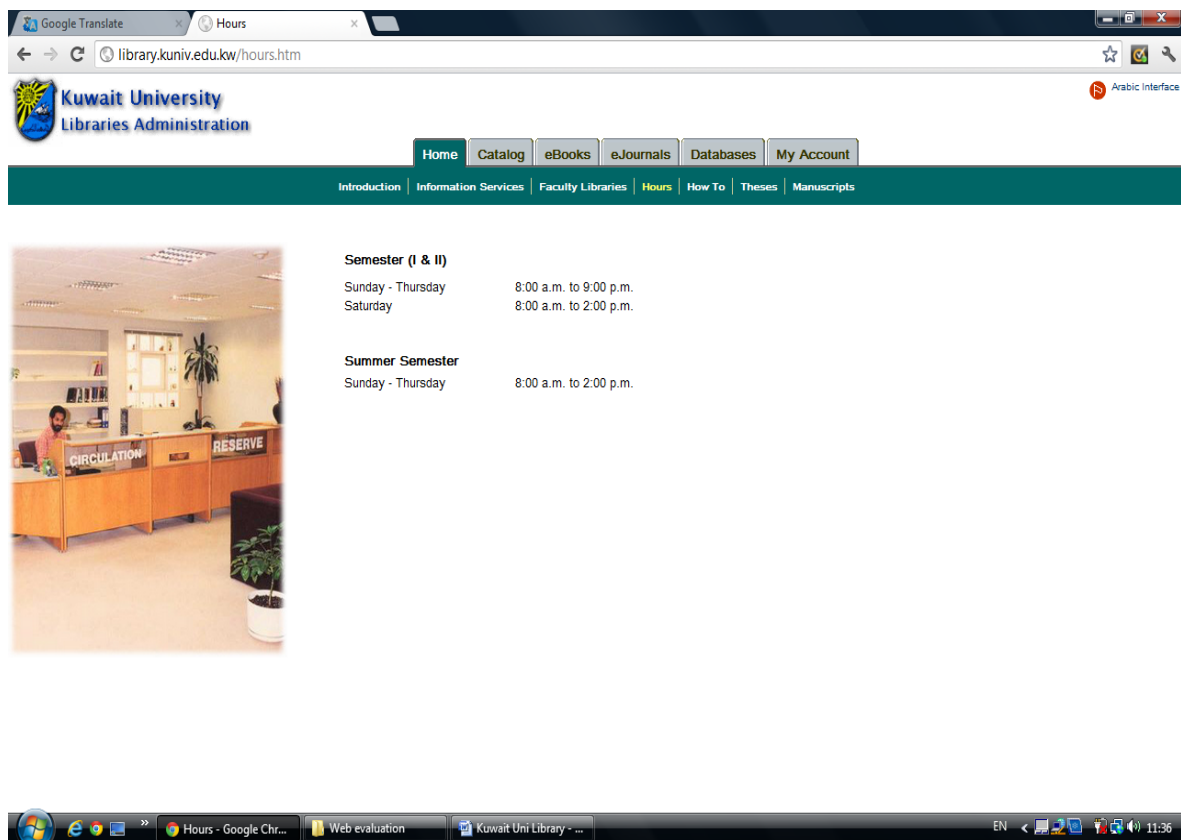 Google Translate
Hours
library.kuniv.edu.kw/hours.htm
Kuwait University
Libraries Administration
Arabic Interface
Home Catalog eBooks eJournals Databases My Account
Introduction Information Services Faculty Libraries Hours How To Theses Manuscripts
Semester (I & II)
Sunday - Thursday 8:00 a.m. to 9:00 p.m.
Saturday 8:00 a.m. to 2:00 p.m.
Summer Semester
Sunday - Thursday 8:00 a.m. to 2:00 p.m.
CIRCULATION
RESERVE
Hours - Google Chr...
Web evaluation
Kuwait Uni Library - ...
EN
11:36